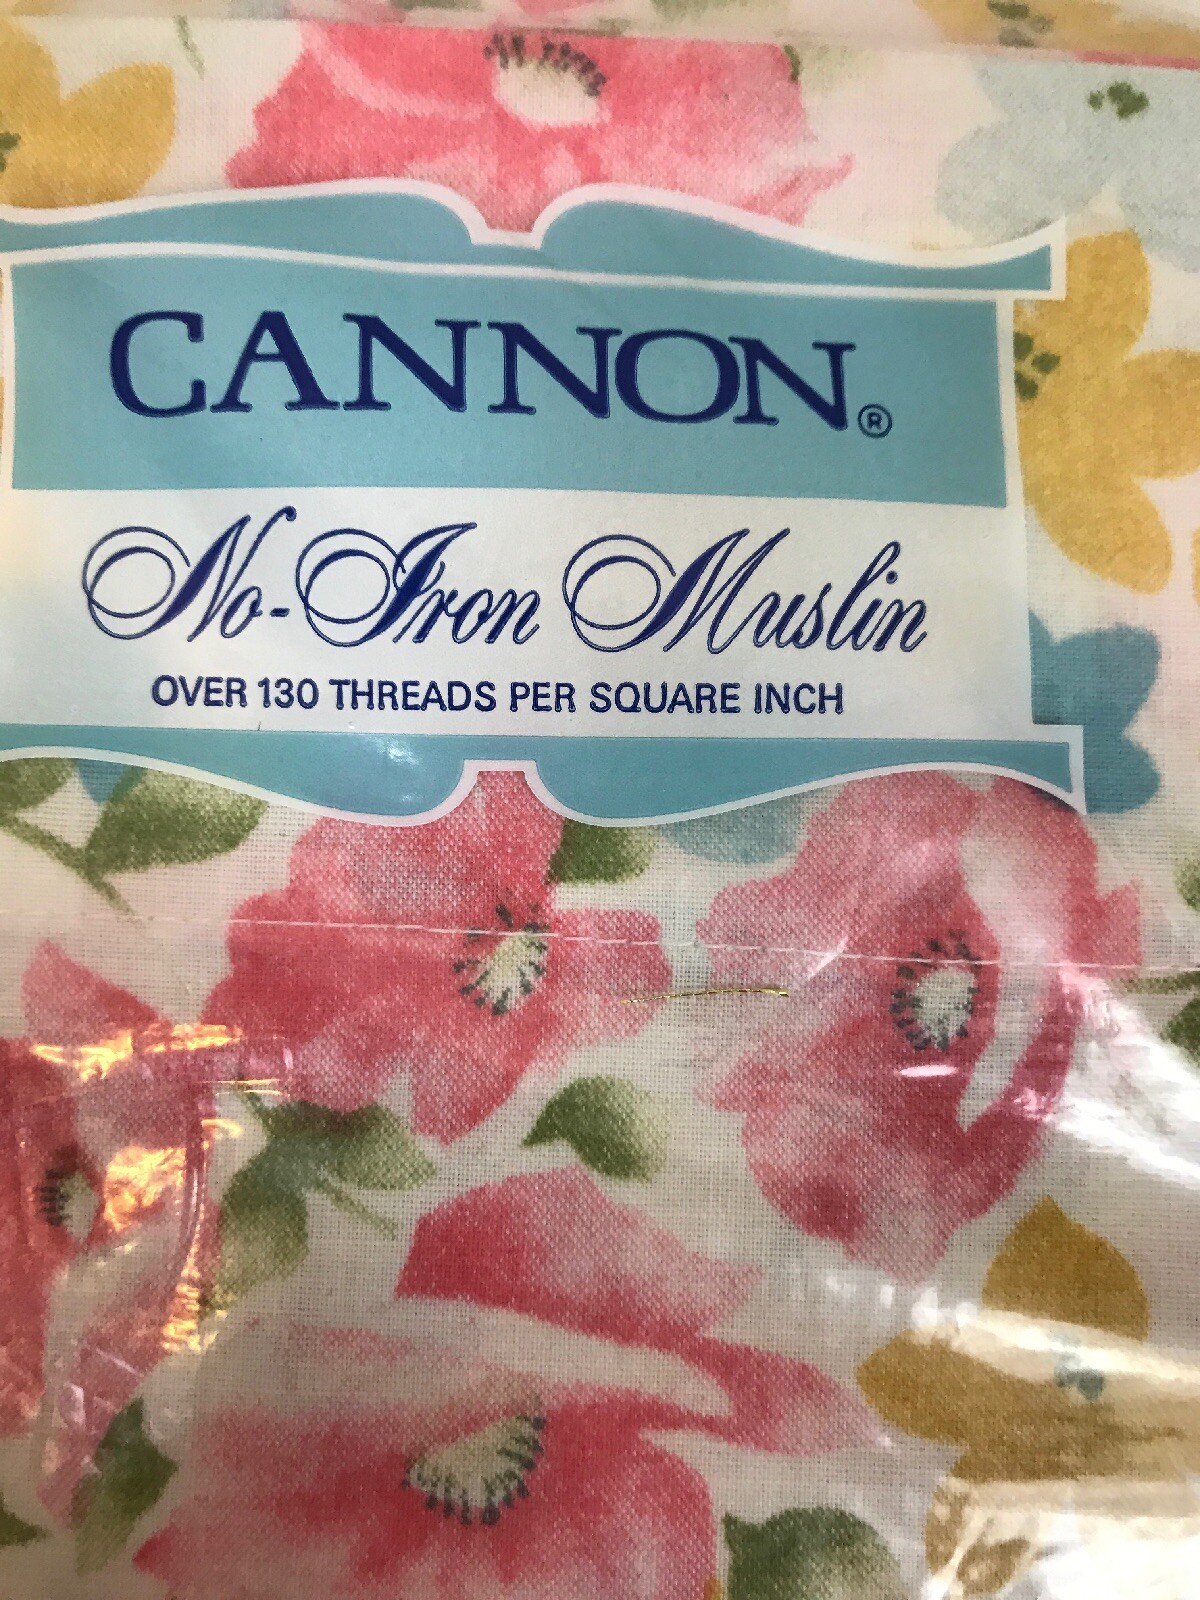 CANNON®
No-Iron Muslin
OVER 130 THREADS PER SQUARE INCH